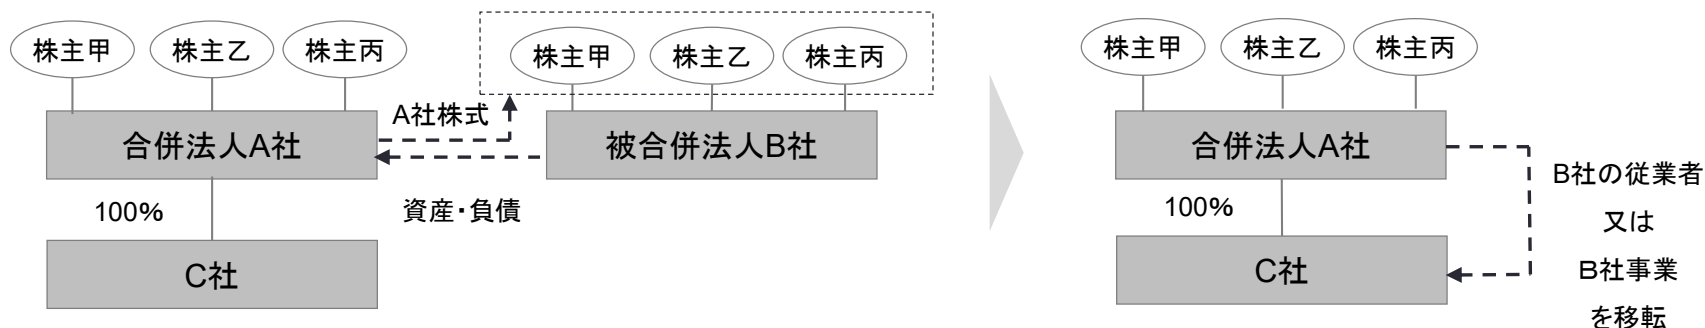 株主甲
株主乙
株主丙
株主甲
株主乙
株主丙
合併法人A社
A社株式
被合併法人B社
100%
資産・負債
C社
株主甲
株主乙
株主丙
合併法人A社
100%
C社
B社の従業者
又は
B社事業
を移転